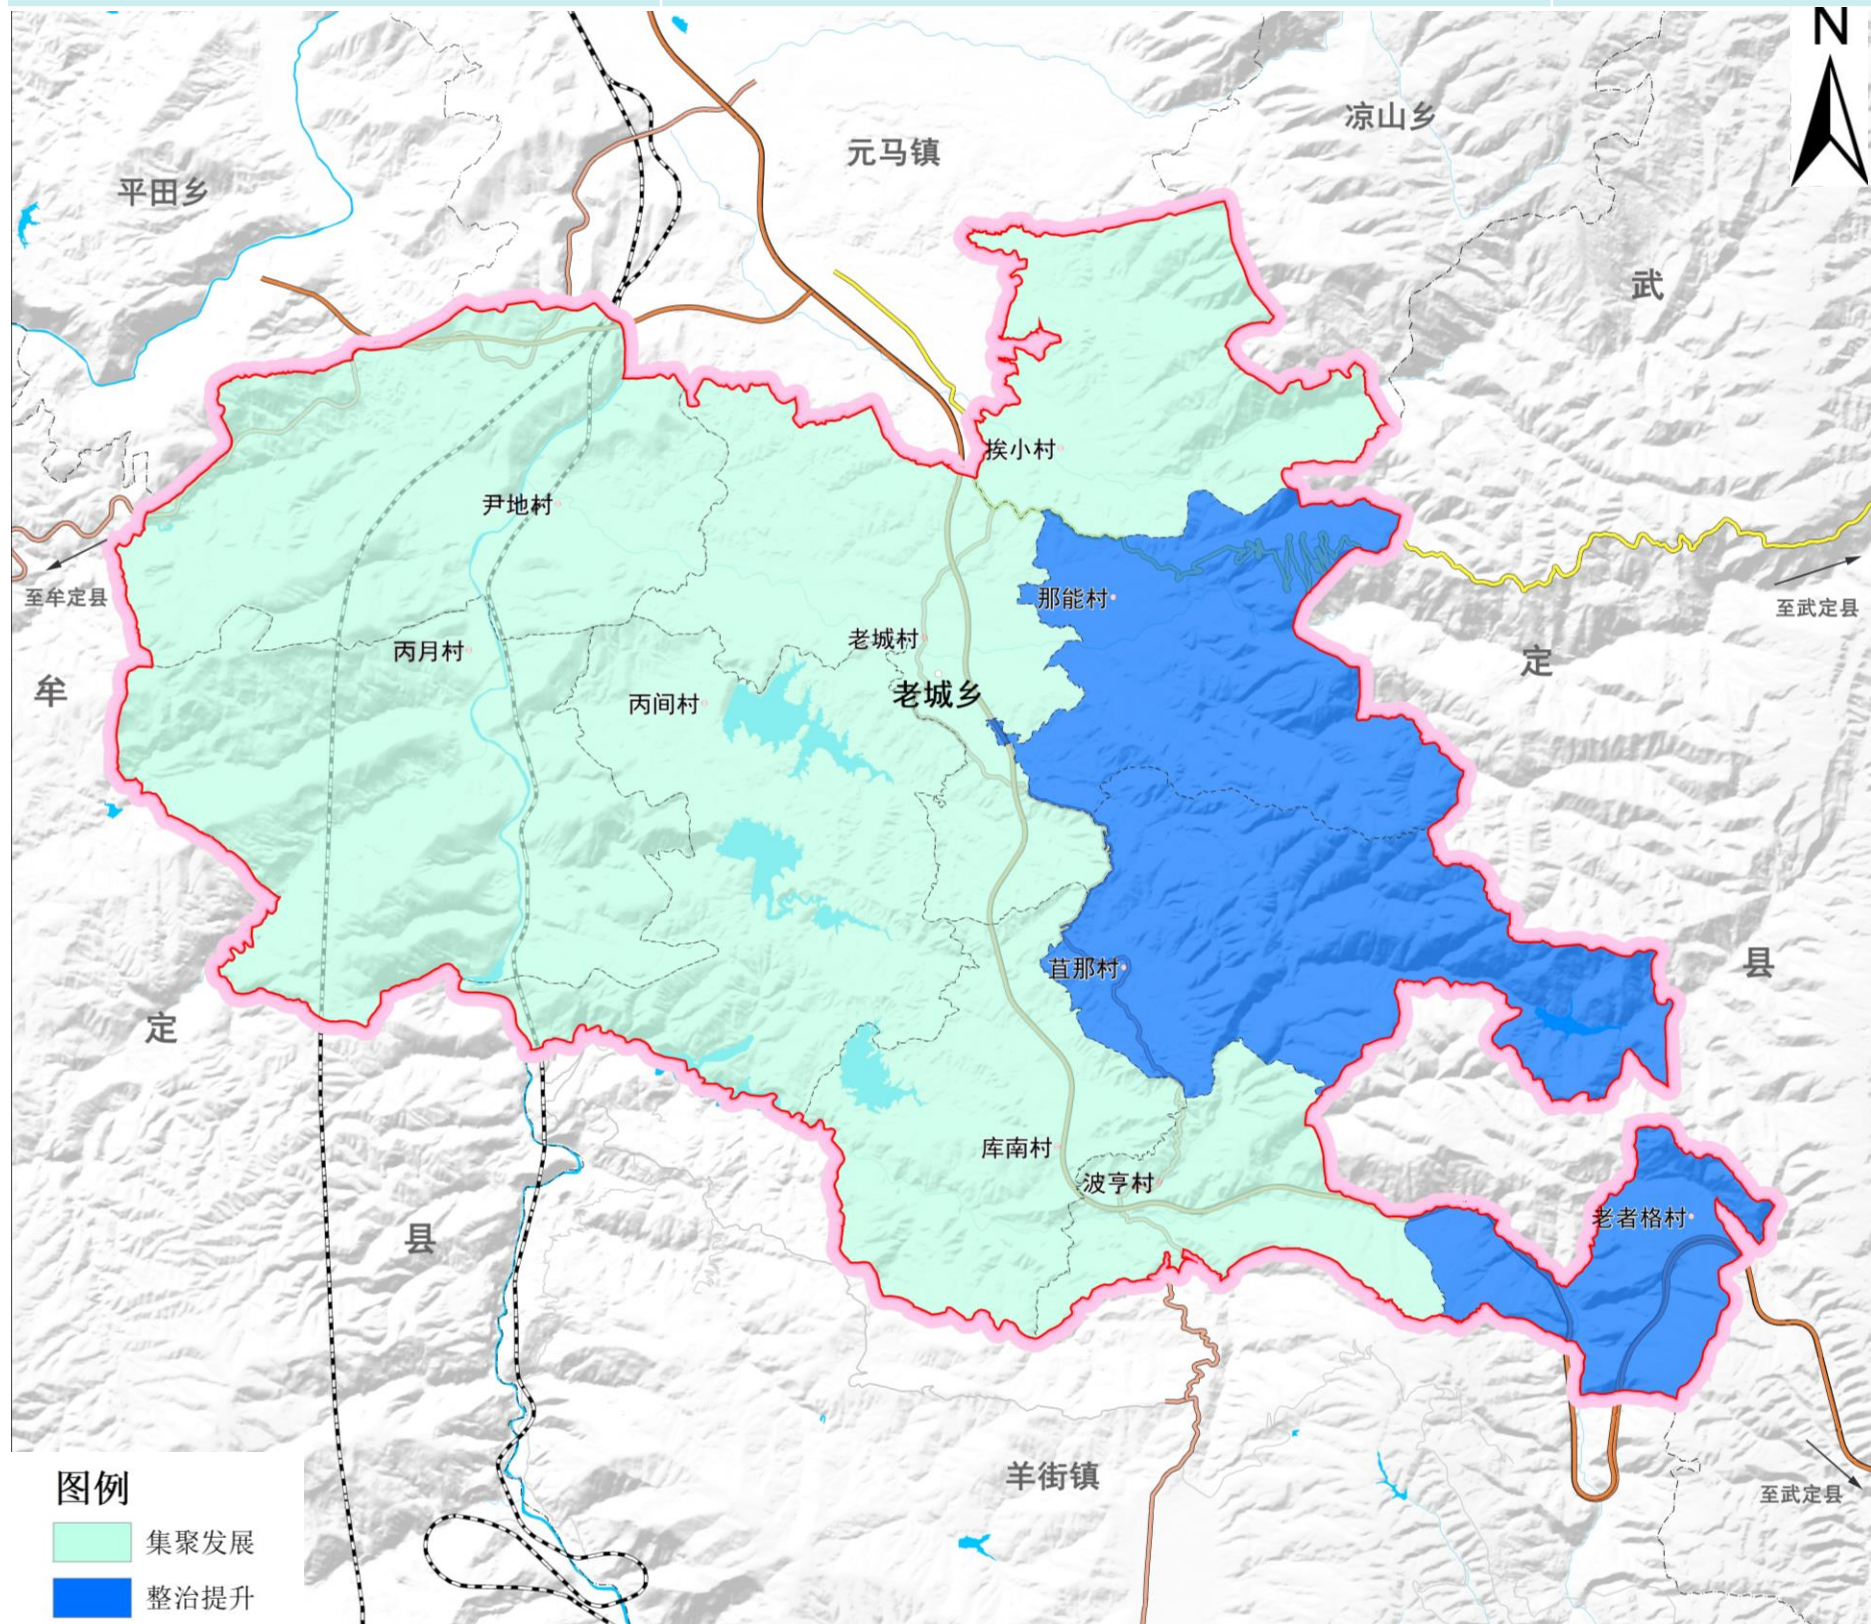 N
凉山乡
元马镇
平田乡
武
挨小村
尹地村
至牟定县
那能村
至武定县
老城村
丙月村
定
牟
老城乡
丙间村
县
苴那村
定
库南村
波亨村
老者格村
县
羊街镇
至武定县
图例
集聚发展
整治提升